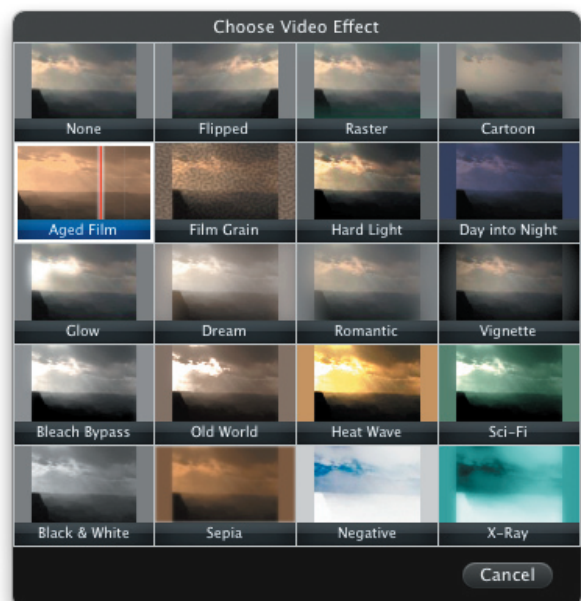 Choose Video Effect
None
Flipped
Raster
Cartoon
Aged Film
Film Grain
Hard Light
Day into Night
Glow
Dream
Romantic
Vignette
Bleach Bypass
Old World
Heat Wave
Sci-Fi
Black & White
Sepia
Negative
X-Ray
Cancel